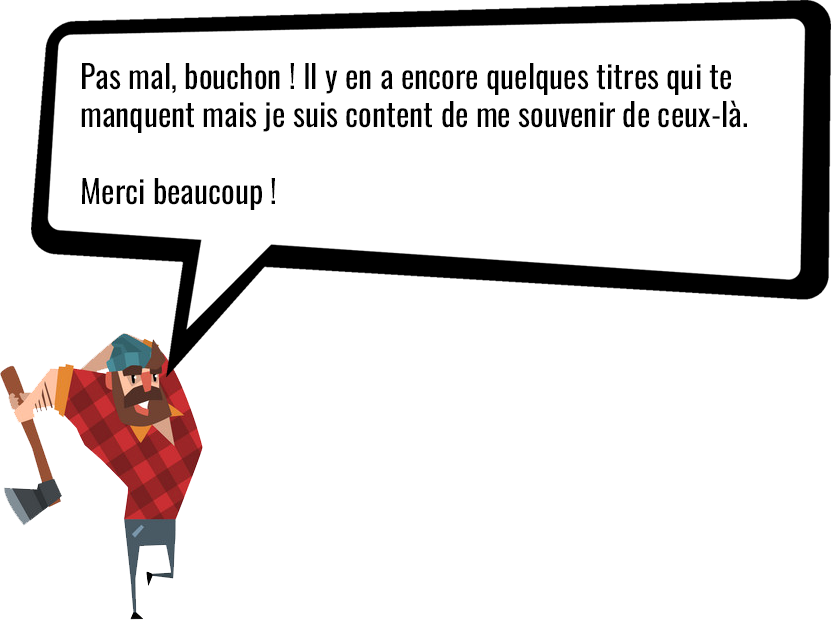 Pas mal, bouchon ! Il y en a encore quelques titres qui te
manquent mais je suis content de me souvenir de ceux-là.
Merci beaucoup !